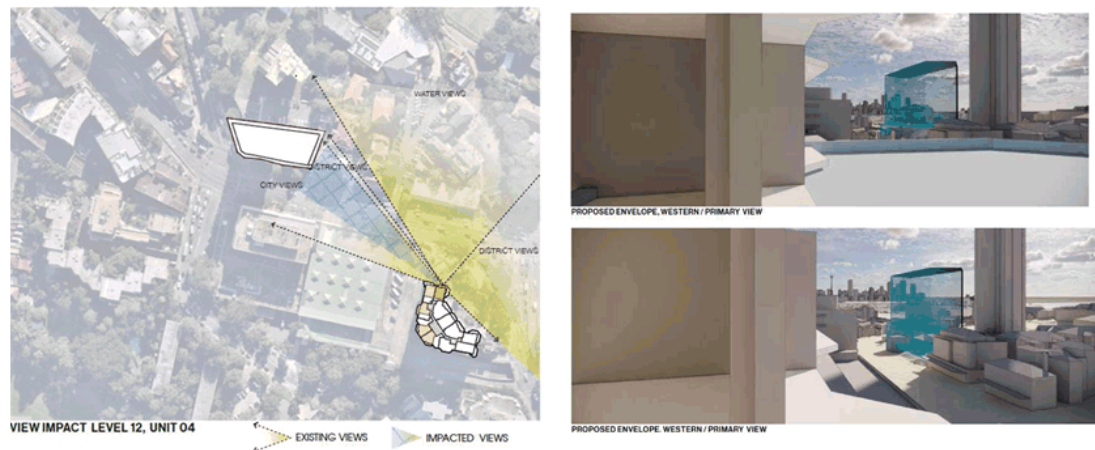 WATER VIEWS
DISTRICT VIEWS
CITY VIEWS
DISTRICT VIEWS
VIEW IMPACT LEVEL 12, UNIT 04
EXISTING VIEWS
IMPACTED VIEWS
PROPOSED ENVELOPE, WESTERN / PRIMARY VIEW
PROPOSED ENVELOPE. WESTERN / PRIMARY VIEW